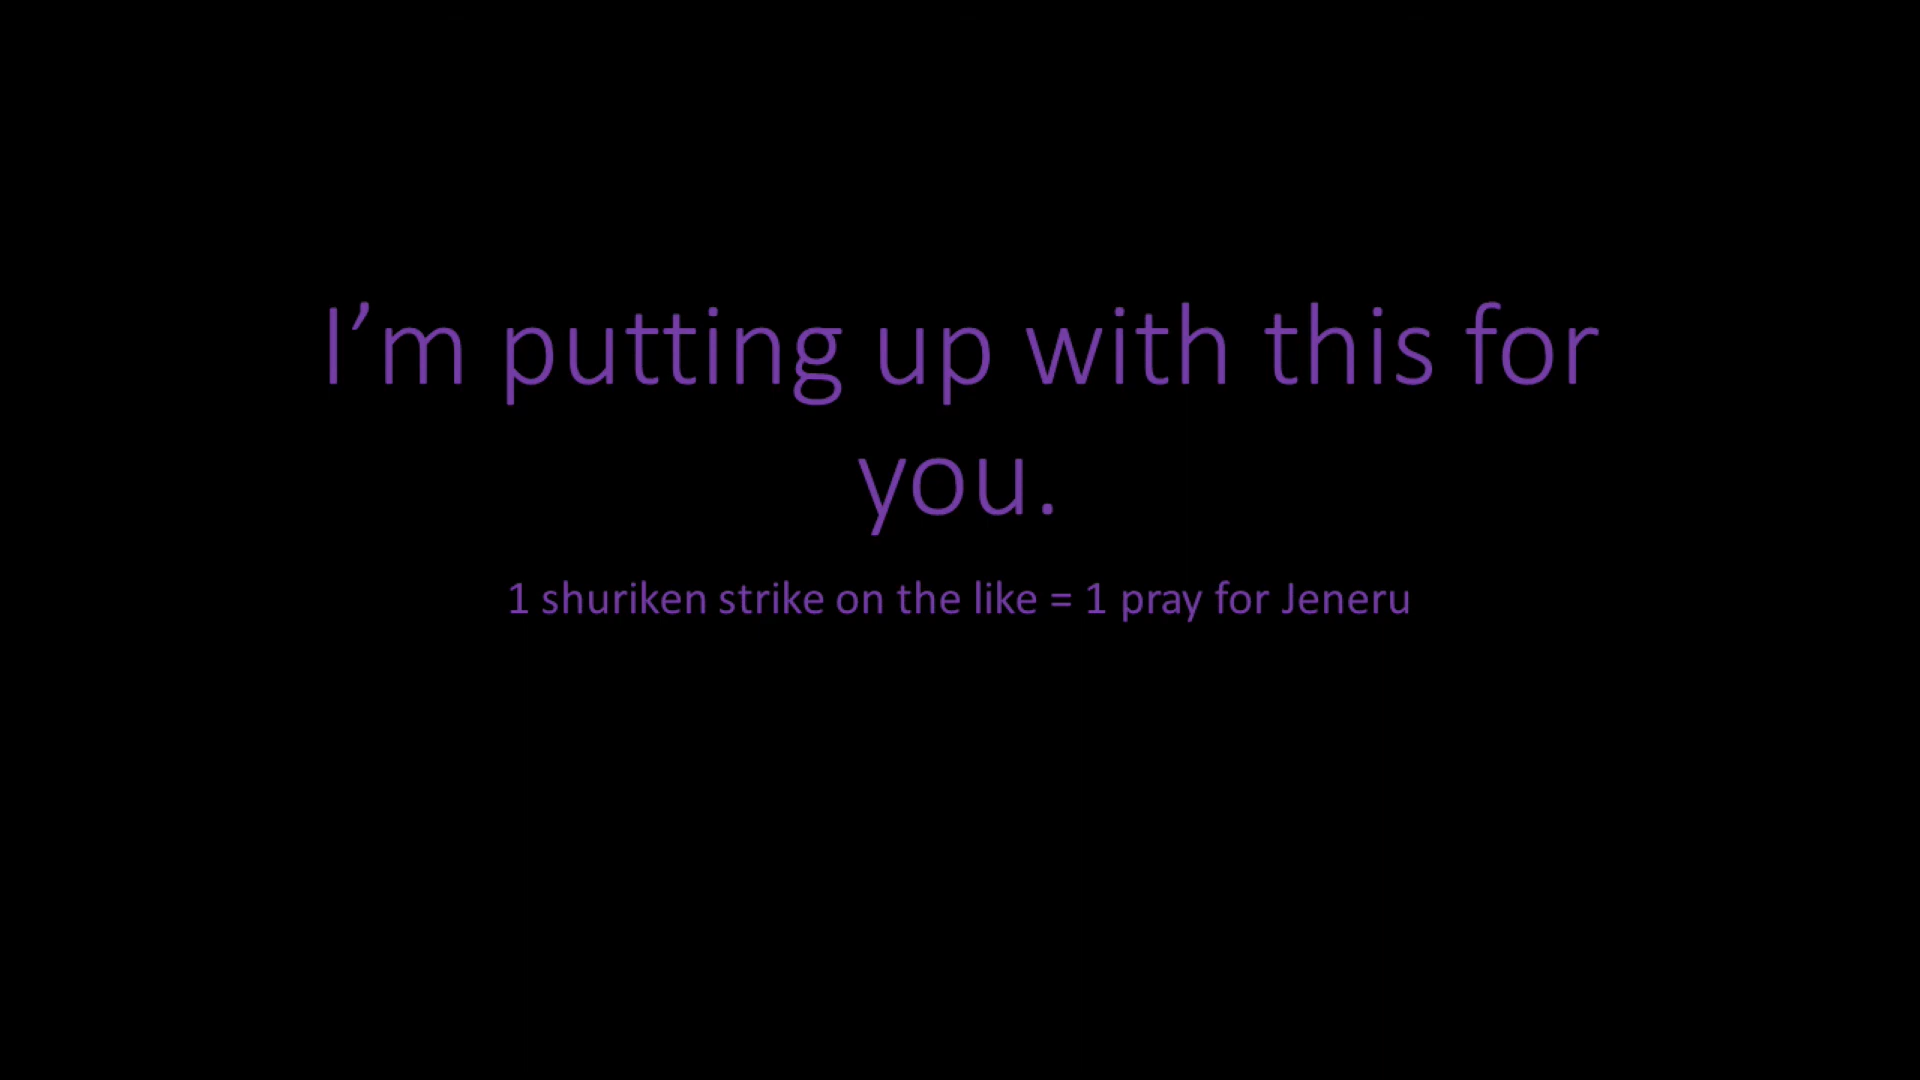 I’m putting up with this for
you.
1 shuriken strike on the like = 1 pray for Jeneru